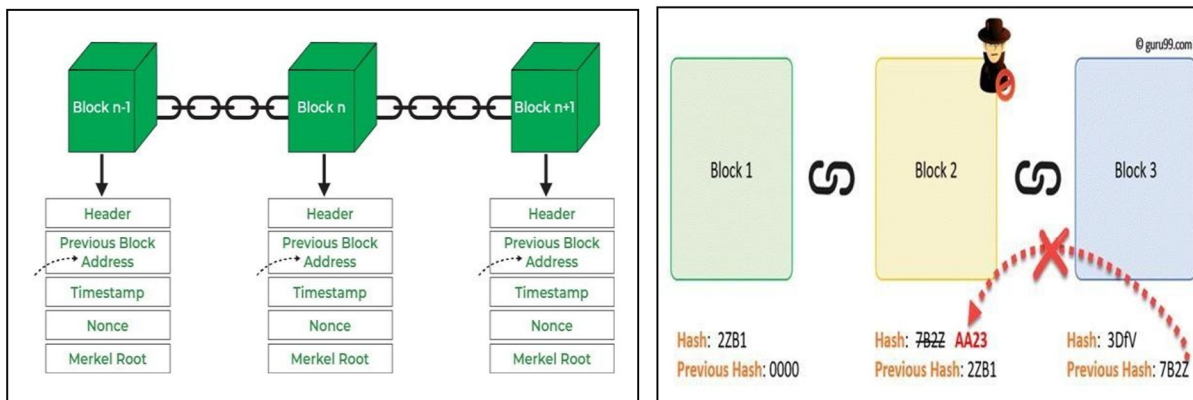 Block n-1
Block n
Block n+1
Header
Previous Block
Address
Timestamp
Nonce
Merkel Root
Header
Previous Block
Address
Timestamp
Nonce
Merkel Root
Header
Previous Block
Address
Timestamp
Nonce
Merkel Root
© guru99.com
Block 1
Block 2
Block 3
Hash: 2ZB1
Previous Hash: 0000
Hash: 7B2Z AA23
Previous Hash: 2ZB1
Hash: 3DfV
Previous Hash: 7B2Z